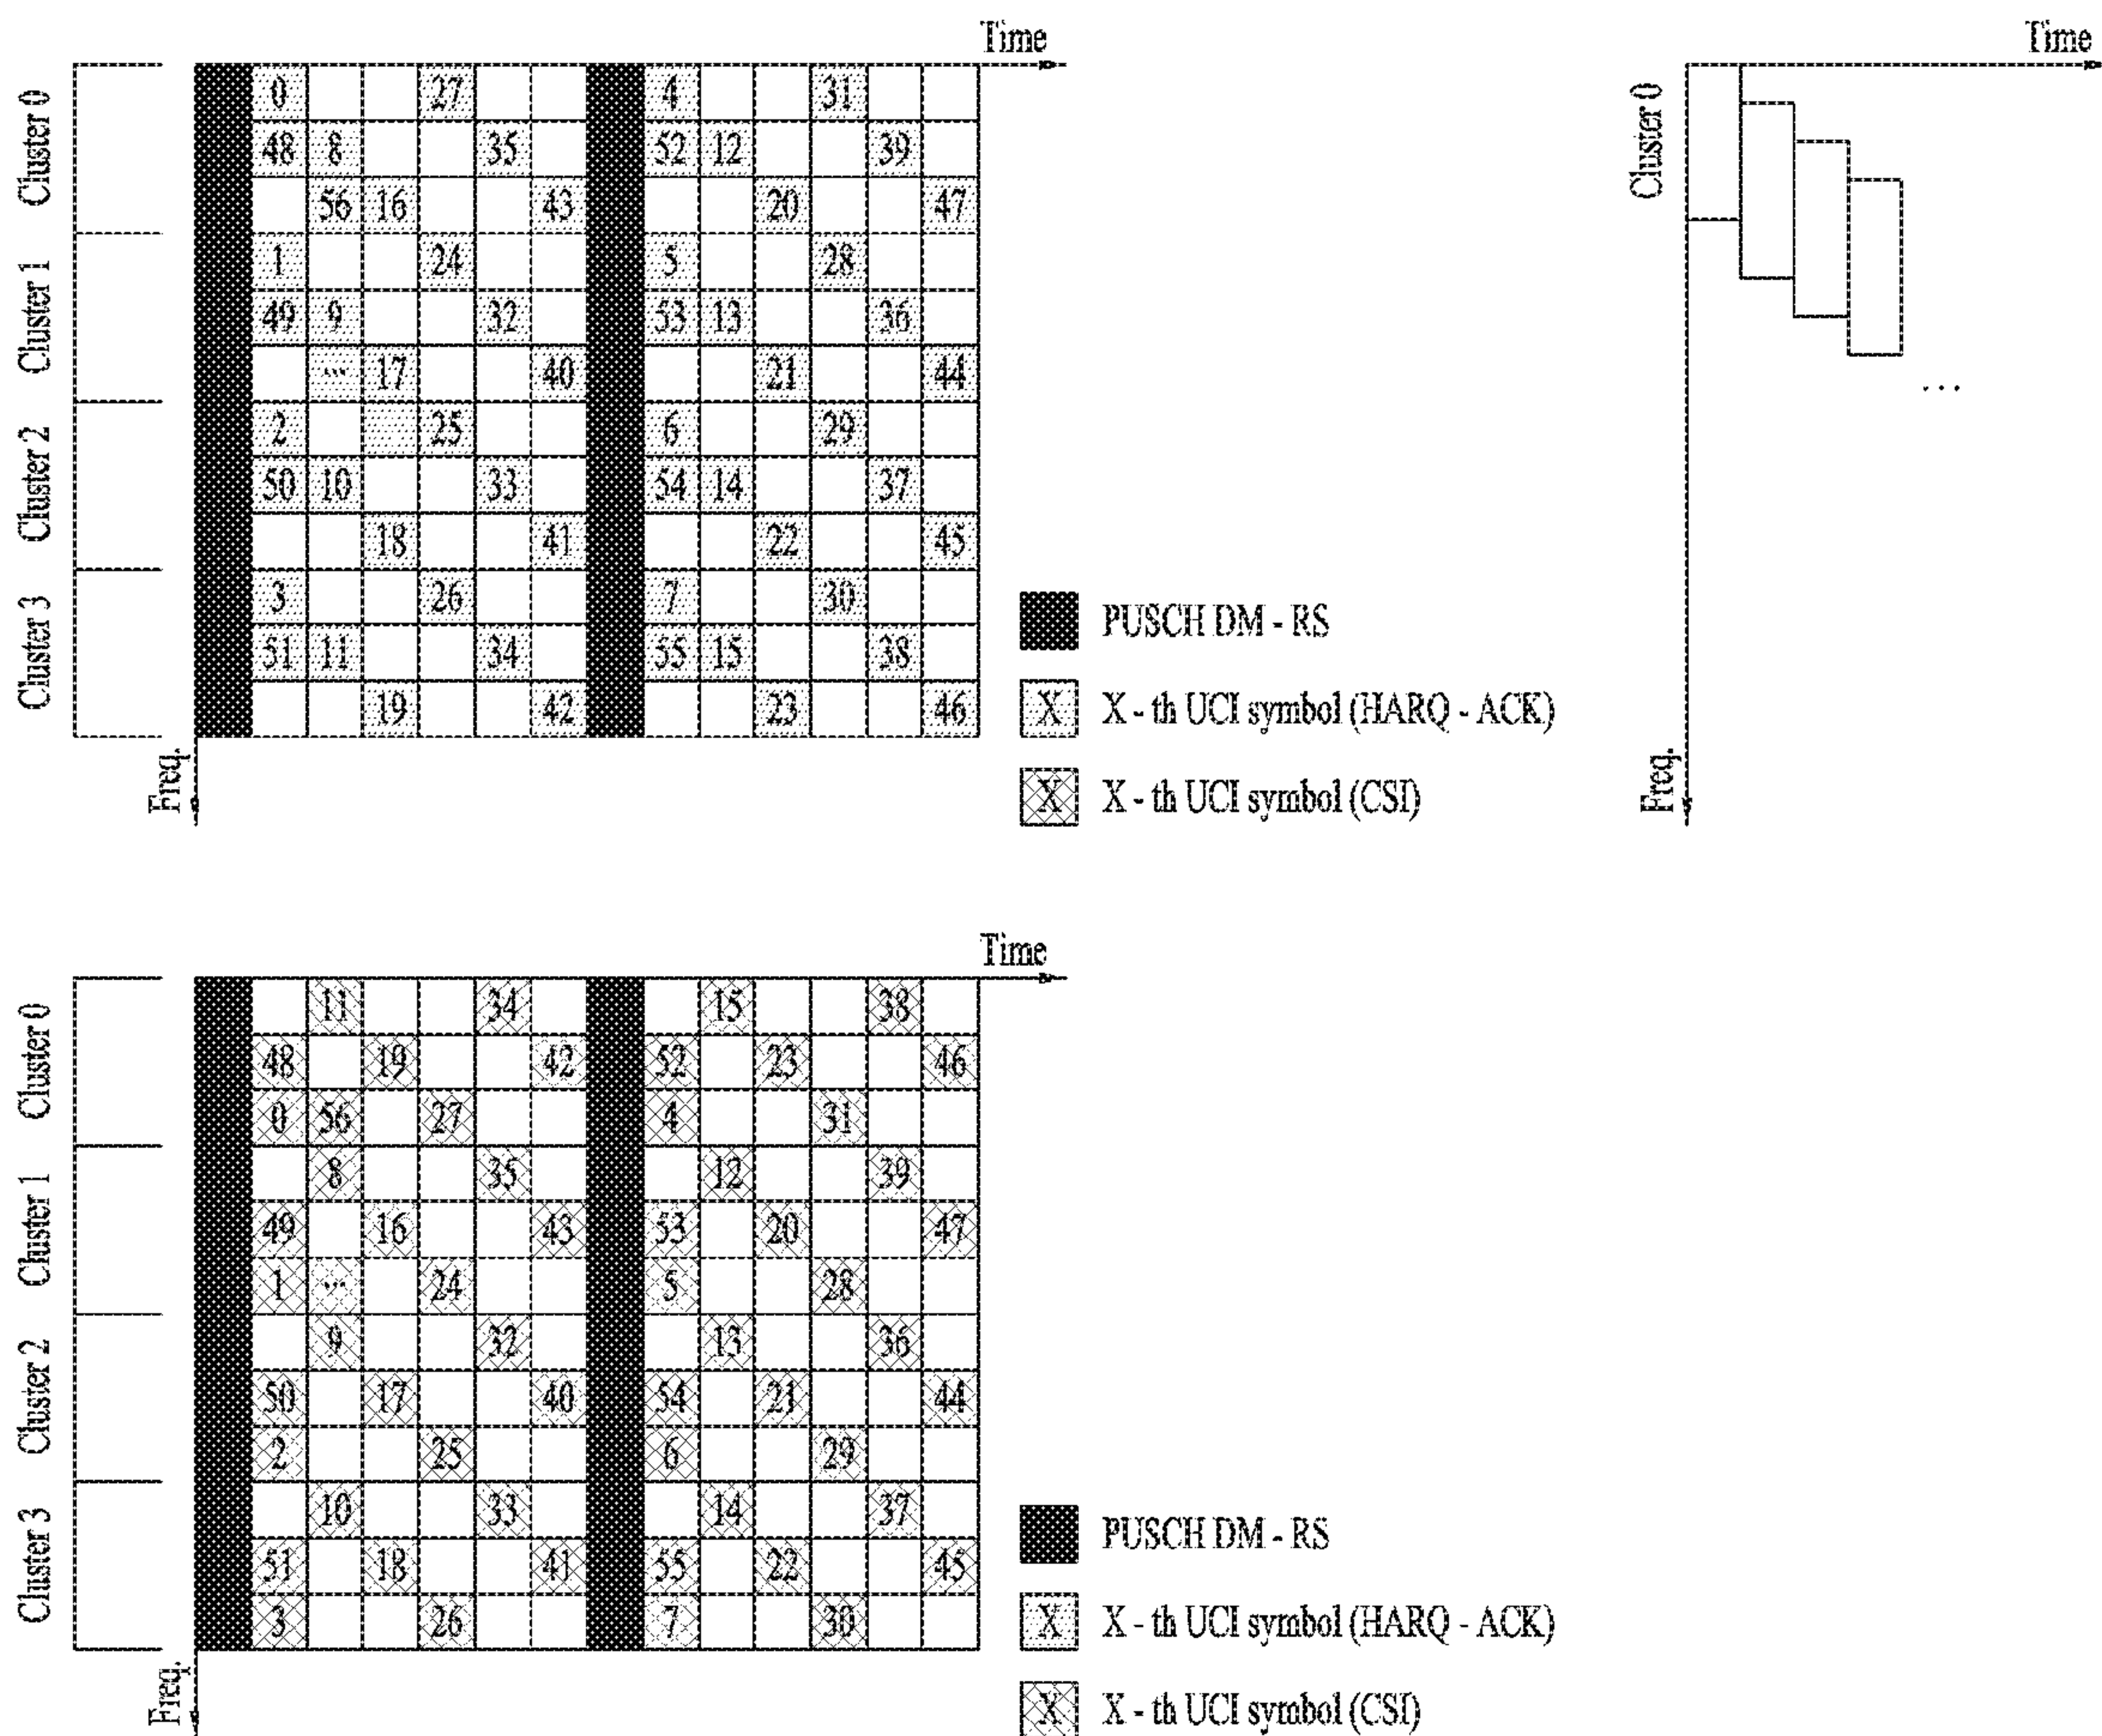 Time
Cluster 0
Cluster 1
Cluster 2
Cluster 3
0 27 4 31
48 8 35 52 12 39
56 16 43 20 47
1 24 5 28
49 9 32 53 13 36
... 17 40 21 44
2 25 6 29
50 10 33 54 14 37
18 41 22 45
3 26 7 30
51 11 34 55 15 38
19 42 23 46
Freq.
PUSCH DM - RS
X X - th UCI symbol (HARQ - ACK)
X X - th UCI symbol (CSI)
Time
Cluster 0
...
Freq.
Time
Cluster 0
Cluster 1
Cluster 2
Cluster 3
11 34 15 38
48 19 42 52 23 46
0 56 27 4 31
8 35 12 39
49 16 43 53 20 47
1 ... 24 5 28
9 32 13 36
50 17 40 54 21 44
2 25 6 29
10 33 14 37
51 18 41 55 22 45
3 26 7 30
Freq.
PUSCH DM - RS
X X - th UCI symbol (HARQ - ACK)
X X - th UCI symbol (CSI)